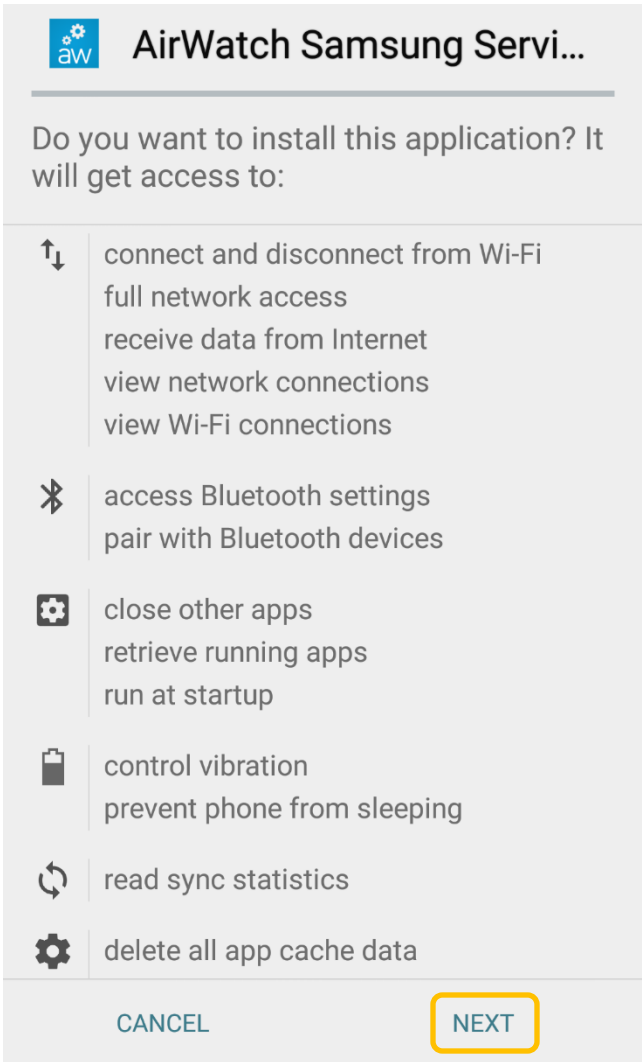 aw
AirWatch Samsung Servi...
Do you want to install this application? It
will get access to:
connect and disconnect from Wi-Fi
full network access
receive data from Internet
view network connections
view Wi-Fi connections
access Bluetooth settings
pair with Bluetooth devices
close other apps
retrieve running apps
run at startup
control vibration
prevent phone from sleeping
read sync statistics
delete all app cache data
CANCEL NEXT